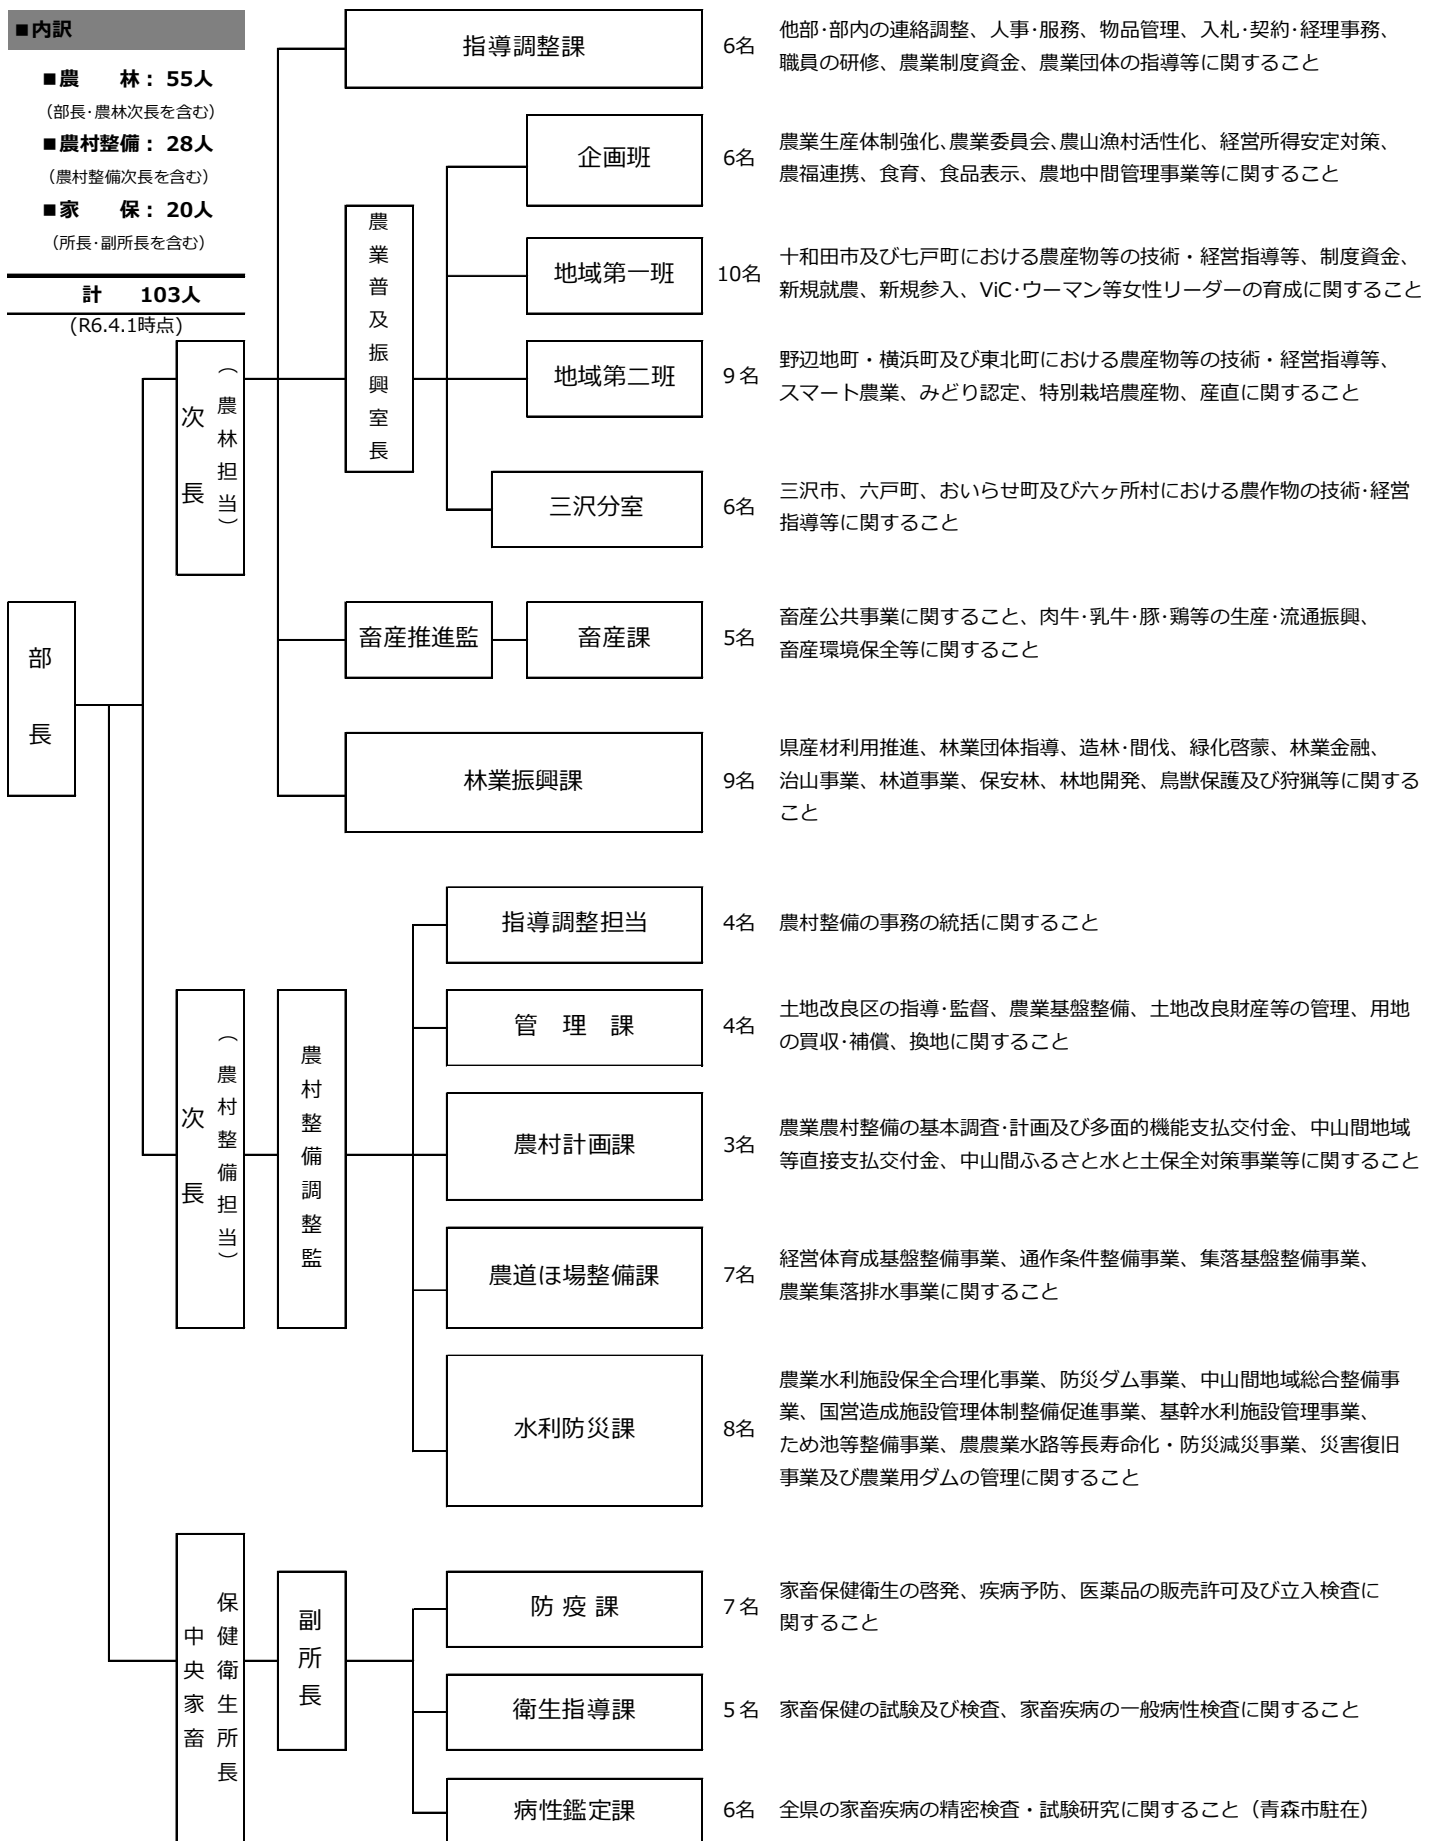 ■内訳
■農　　林： 55人
（部長･農林次長を含む）
■農村整備： 28人
（農村整備次長を含む）
■家　　保： 20人
（所長･副所長を含む）
計　　103人
(R6.4.1時点)
部長
次長（農林担当）
指導調整課
6名
他部･部内の連絡調整、人事･服務、物品管理、入札･契約･経理事務、
職員の研修、農業制度資金、農業団体の指導等に関すること
農業普及振興室長
企画班
6名
農業生産体制強化、農業委員会、農山漁村活性化、経営所得安定対策、
農福連携、食育、食品表示、農地中間管理事業等に関すること
地域第一班
10名
十和田市及び七戸町における農産物等の技術・経営指導等、制度資金、
新規就農、新規参入、ViC･ウーマン等女性リーダーの育成に関すること
地域第二班
９名
野辺地町・横浜町及び東北町における農産物等の技術・経営指導等、
スマート農業、みどり認定、特別栽培農産物、産直に関すること
三沢分室
6名
三沢市、六戸町、おいらせ町及び六ヶ所村における農作物の技術･経営
指導等に関すること
畜産推進監
畜産課
5名
畜産公共事業に関すること、肉牛･乳牛･豚･鶏等の生産･流通振興、
畜産環境保全等に関すること
林業振興課
9名
県産材利用推進、林業団体指導、造林･間伐、緑化啓蒙、林業金融、
治山事業、林道事業、保安林、林地開発、鳥獣保護及び狩猟等に関する
こと
次長（農村整備担当）
農村整備調整監
指導調整担当
4名
農村整備の事務の統括に関すること
管　理　課
4名
土地改良区の指導･監督、農業基盤整備、土地改良財産等の管理、用地
の買収･補償、換地に関すること
農村計画課
3名
農業農村整備の基本調査･計画及び多面的機能支払交付金、中山間地域
等直接支払交付金、中山間ふるさと水と土保全対策事業等に関すること
農道ほ場整備課
7名
経営体育成基盤整備事業、通作条件整備事業、集落基盤整備事業、
農業集落排水事業に関すること
水利防災課
8名
農業水利施設保全合理化事業、防災ダム事業、中山間地域総合整備事
業、国営造成施設管理体制整備促進事業、基幹水利施設管理事業、
ため池等整備事業、農農業水路等長寿命化・防災減災事業、災害復旧
事業及び農業用ダムの管理に関すること
中央家畜保健衛生所長
副所長
防 疫 課
７名
家畜保健衛生の啓発、疾病予防、医薬品の販売許可及び立入検査に
関すること
衛生指導課
５名
家畜保健の試験及び検査、家畜疾病の一般病性検査に関すること
病性鑑定課
6名
全県の家畜疾病の精密検査・試験研究に関すること（青森市駐在）